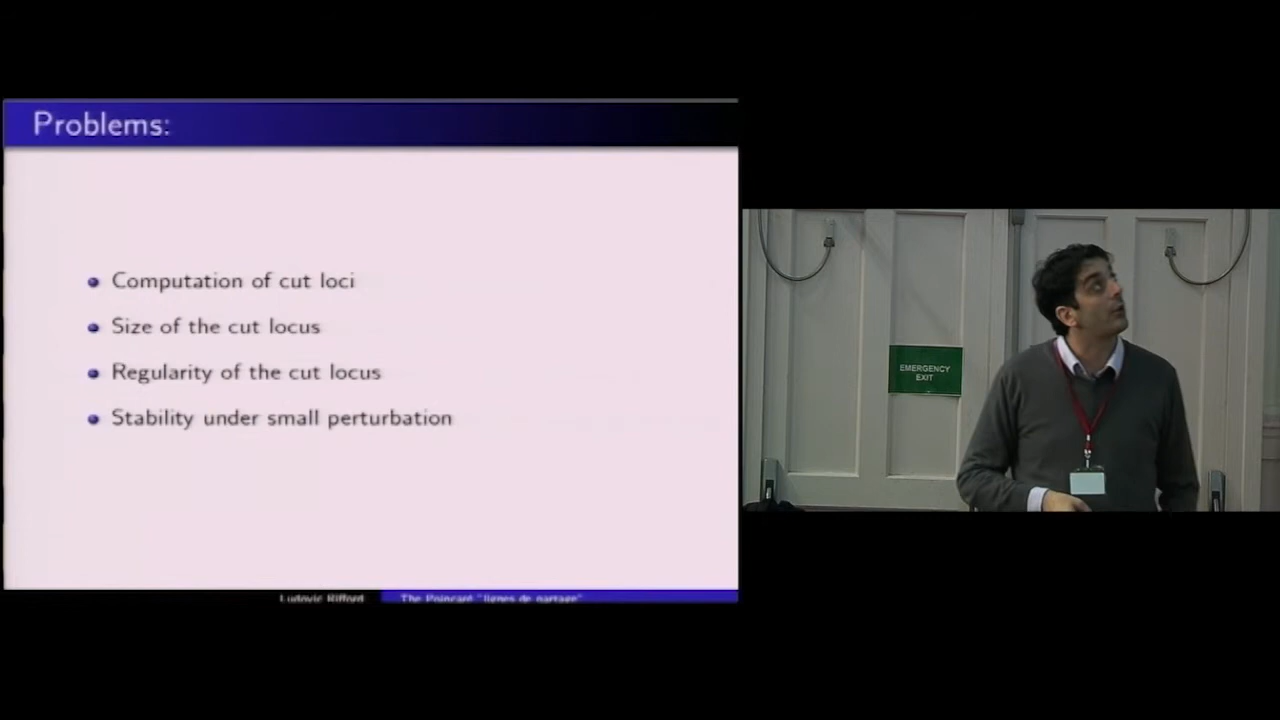 Problems:
Computation of cut loci
Size of the cut locus
Regularity of the cut locus
Stability under small perturbation
EMERGENCY
EXIT
Ludovic Rifford
The Poincaré "lignes de partage"